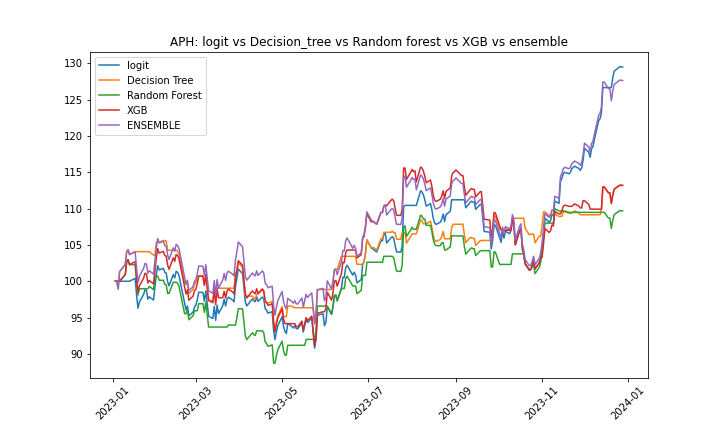 APH: logit vs Decision_tree vs Random forest vs XGB vs ensemble
logit
Decision Tree
Random Forest
XGB
ENSEMBLE
130
125
120
115
110
105
100
95
90
2023-01
2023-03
2023-05
2023-07
2023-09
2023-11
2024-01